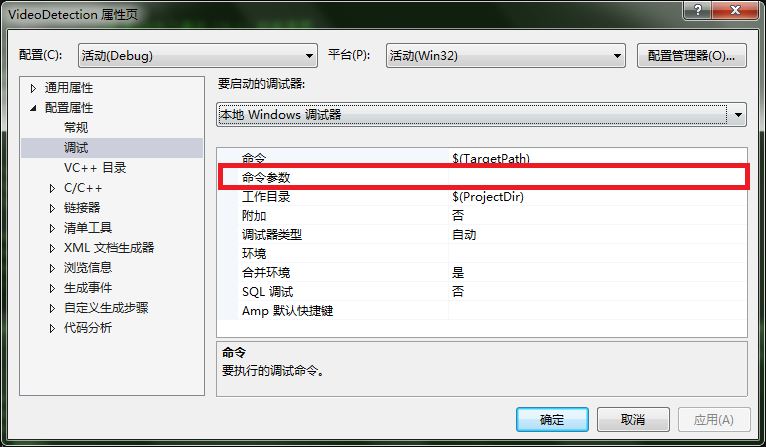 VideoDetection 属性页
配置(C): 活动(Debug) 平台(P): 活动(Win32) 配置管理器(O)...
通用属性
配置属性
常规
调试
VC++ 目录
C/C++
链接器
清单工具
XML 文档生成器
浏览信息
生成事件
自定义生成步骤
代码分析
要启动的调试器:
本地 Windows 调试器
命令 $(TargetPath)
命令参数
工作目录 $(ProjectDir)
附加 否
调试器类型 自动
环境
合并环境 是
SQL 调试 否
Amp 默认快捷键
命令
要执行的调试命令。
确定 取消 应用(A)